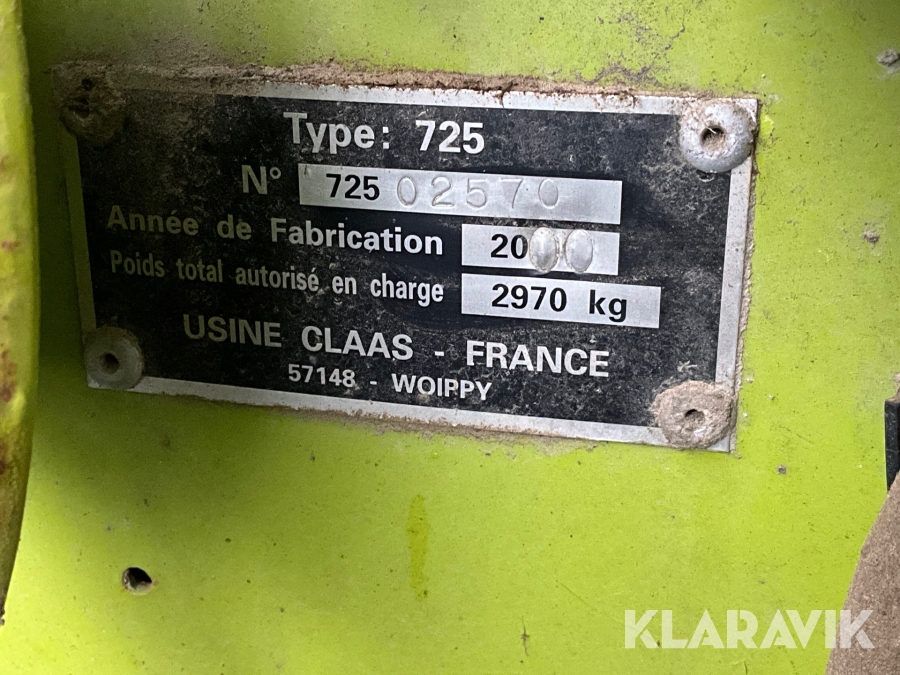 Type: 725
N° 725 02570
Année de Fabrication 2000
Poids total autorisé en charge 2970 kg
USINE CLAAS - FRANCE
57148 - WOIPPY
KLARAVIK